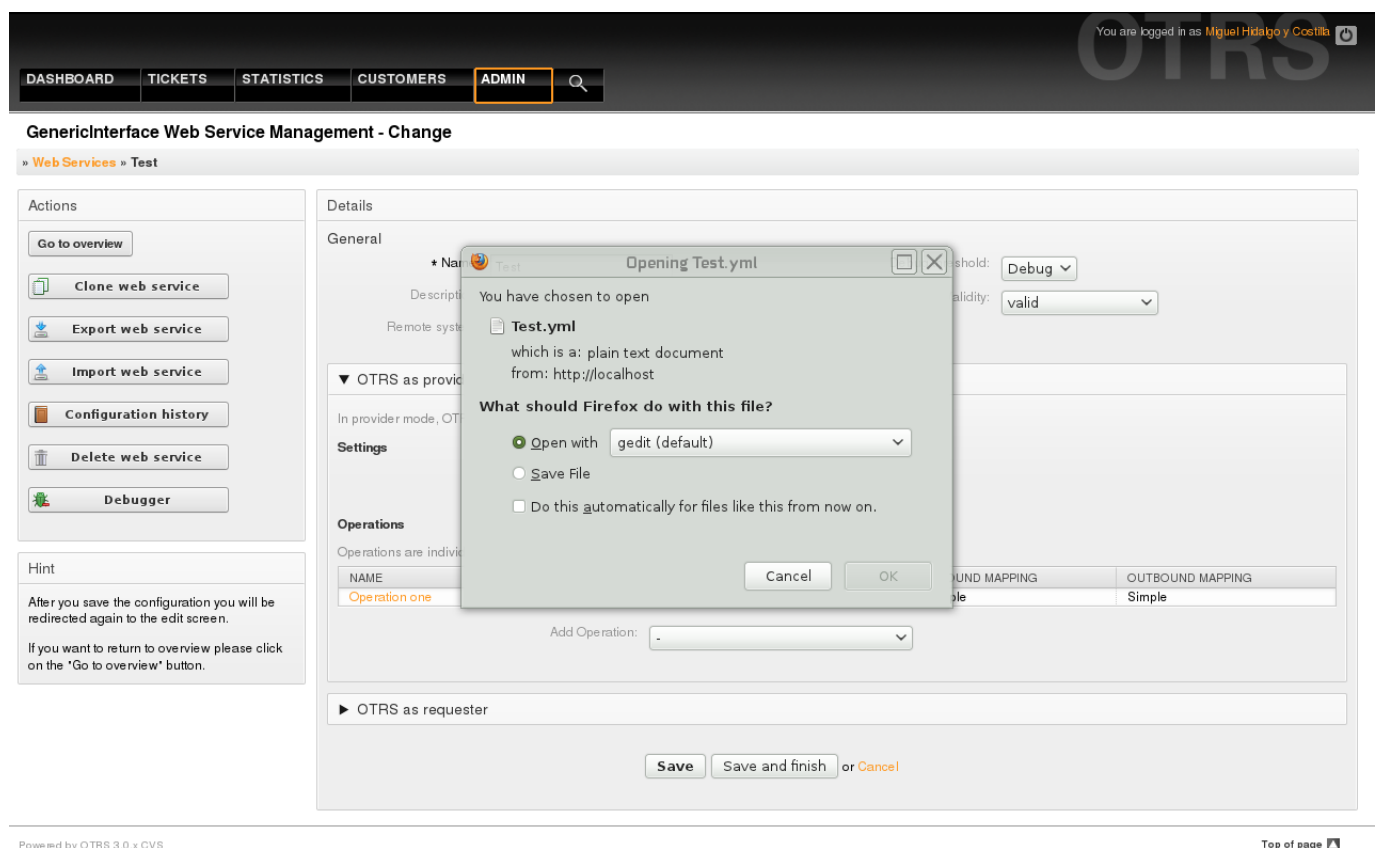 OTRS
You are logged in as Miguel Hidalgo y Costilla
DASHBOARD TICKETS STATISTICS CUSTOMERS ADMIN
GenericInterface Web Service Management - Change
» Web Services » Test
Actions
Go to overview
Clone web service
Export web service
Import web service
Configuration history
Delete web service
Debugger
Hint
After you save the configuration you will be
redirected again to the edit screen.
If you want to return to overview please click
on the "Go to overview" button.
Details
General
* Nam
Test
Descripti
Remote syste
shold: Debug
alidity: valid
▼ OTRS as provid
In provider mode, OT
Settings
Operations
Operations are individ
NAME UND MAPPING OUTBOUND MAPPING
Operation one ple Simple
Add Operation: -
► OTRS as requester
Save Save and finish or Cancel
Opening Test.yml
You have chosen to open
Test.yml
which is a: plain text document
from: http://localhost
What should Firefox do with this file?
Open with gedit (default)
Save File
Do this automatically for files like this from now on.
Cancel OK
Powered by OTRS 3.0.x CVS
Top of page